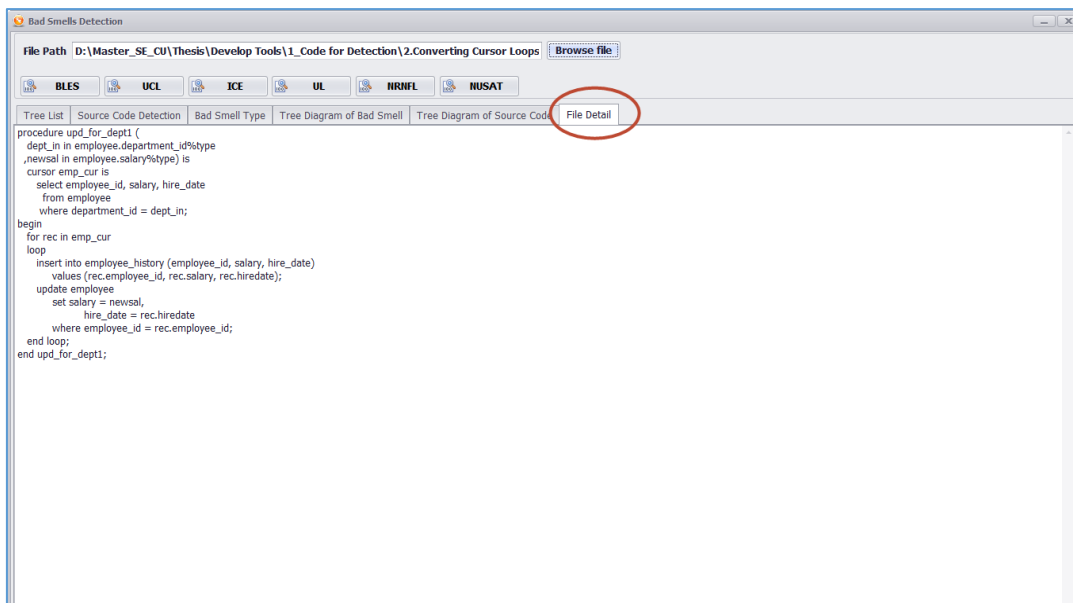 Bad Smells Detection
File Path D:\Master_SE_CU\Thesis\Develop Tools\1_Code for Detection\2.Converting Cursor Loops Browse file
BLES UCL ICE UL NRNFL NUSAT
Tree List Source Code Detection Bad Smell Type Tree Diagram of Bad Smell Tree Diagram of Source Code File Detail
procedure upd_for_dept1 (
dept_in in employee.department_id%type
,newsal in employee.salary%type) is
cursor emp_cur is
select employee_id, salary, hire_date
from employee
where department_id = dept_in;
begin
for rec in emp_cur
loop
insert into employee_history (employee_id, salary, hire_date)
values (rec.employee_id, rec.salary, rec.hiredate);
update employee
set salary = newsal,
hire_date = rec.hiredate
where employee_id = rec.employee_id;
end loop;
end upd_for_dept1;